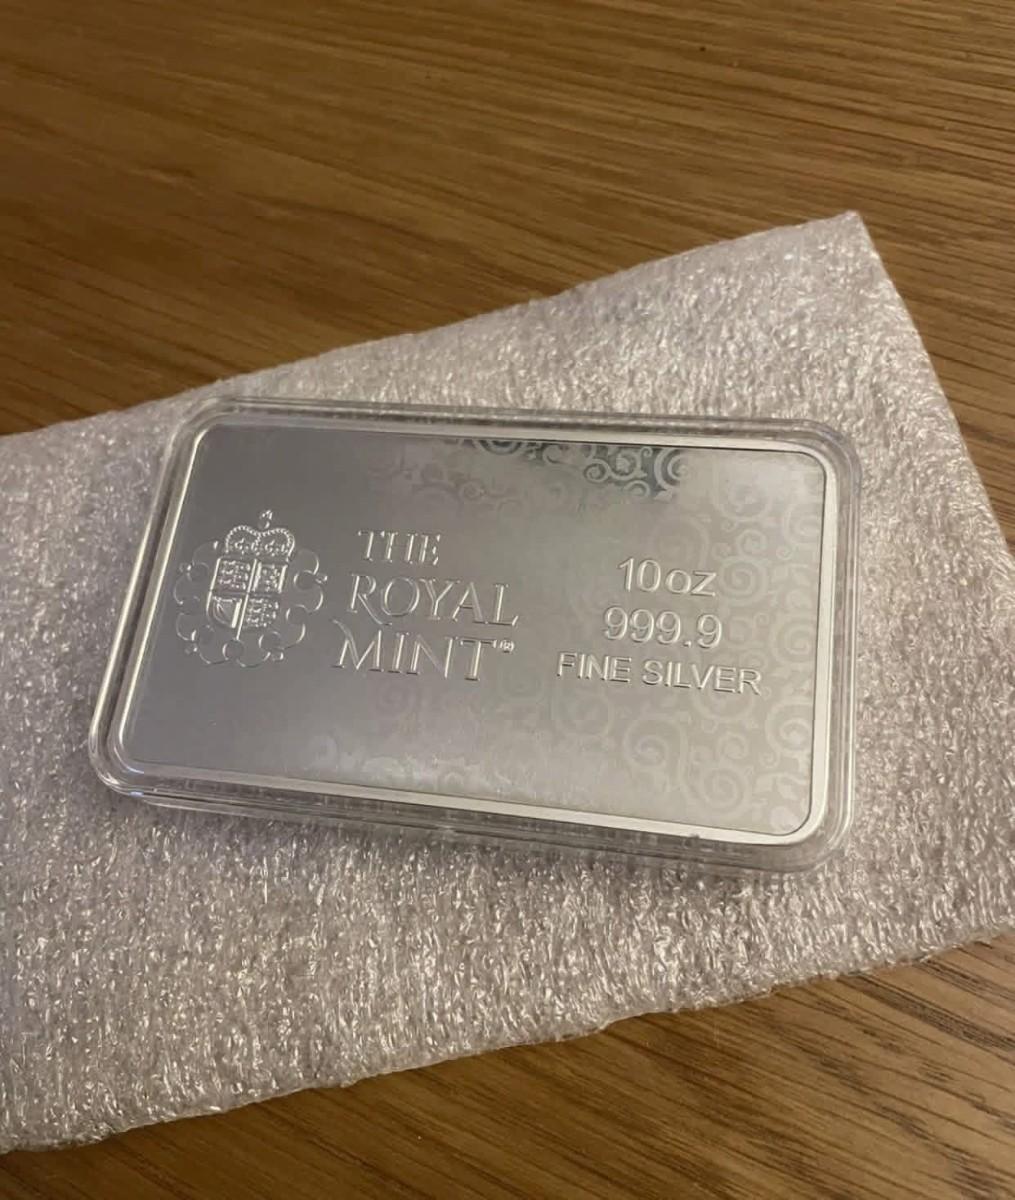 THE
ROYAL
MINT®
10oz
999.9
FINE SILVER